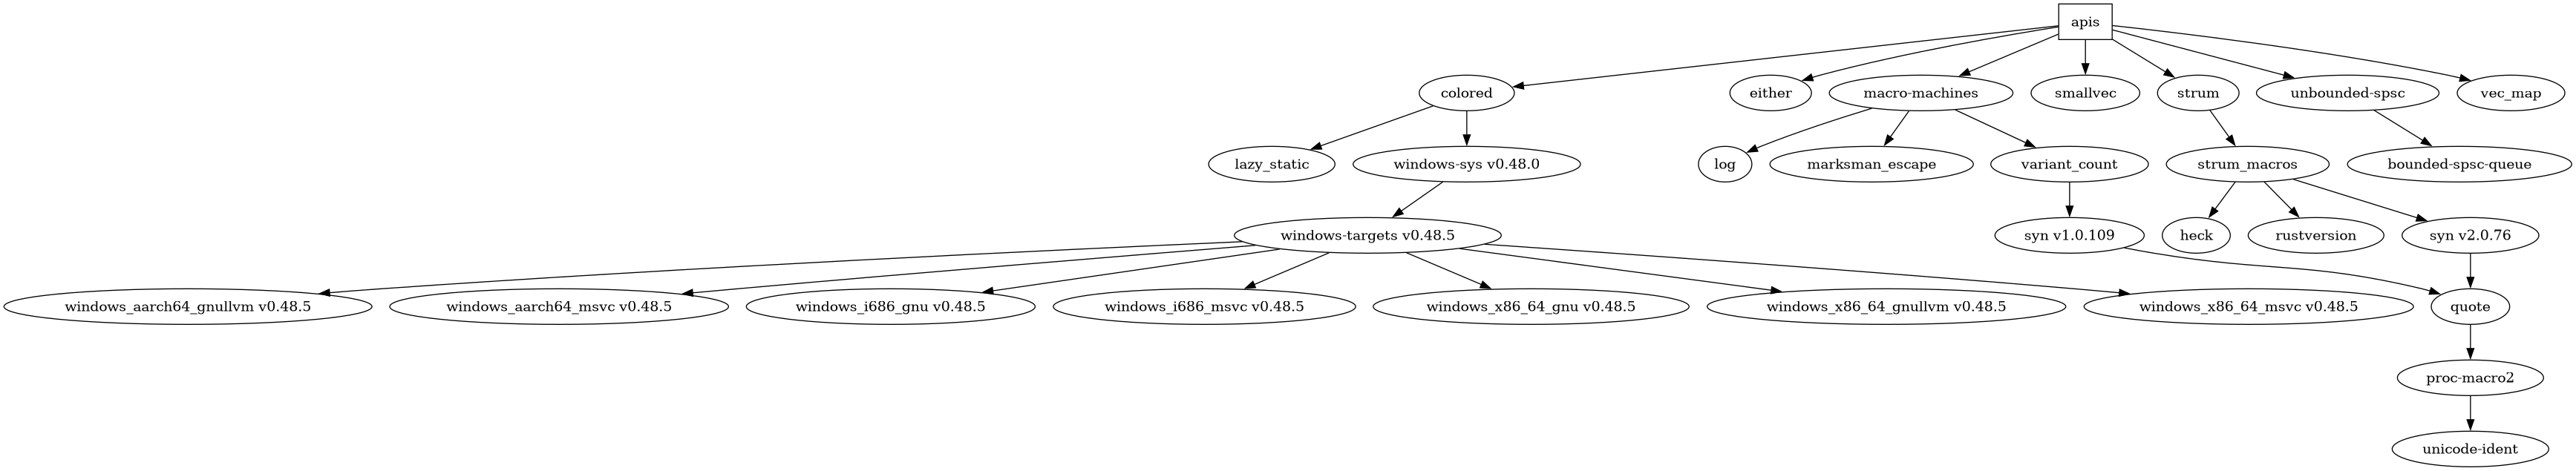 apis
colored
either
macro-machines
smallvec
strum
unbounded-spsc
vec_map
lazy_static
windows-sys v0.48.0
log
marksman_escape
variant_count
strum_macros
bounded-spsc-queue
windows-targets v0.48.5
syn v1.0.109
heck
rustversion
syn v2.0.76
windows_aarch64_gnullvm v0.48.5
windows_aarch64_msvc v0.48.5
windows_i686_gnu v0.48.5
windows_i686_msvc v0.48.5
windows_x86_64_gnu v0.48.5
windows_x86_64_gnullvm v0.48.5
windows_x86_64_msvc v0.48.5
quote
proc-macro2
unicode-ident